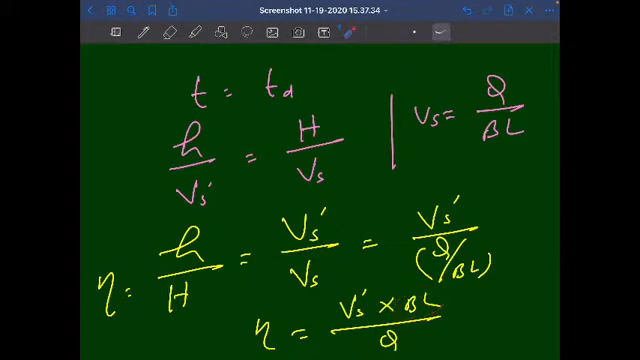 Screenshot 11-19-2020 15.37.34
t = td
h/Vs' = H/Vs
Vs = Q/BL
η = h/H = Vs'/Vs = Vs'/(Q/BL)
η = Vs' × BL/Q